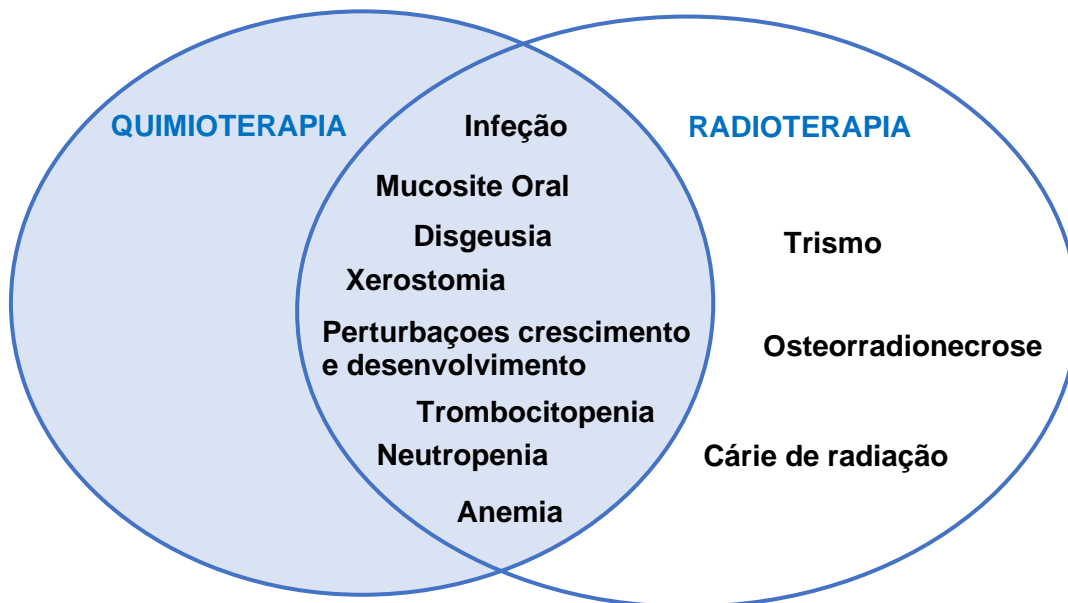 QUIMIOTERAPIA
Infeção
RADIOTERAPIA
Mucosite Oral
Disgeusia
Trismo
Xerostomia
Perturbaçoes crescimento
e desenvolvimento
Osteorradionecrose
Trombocitopenia
Neutropenia
Cárie de radiação
Anemia